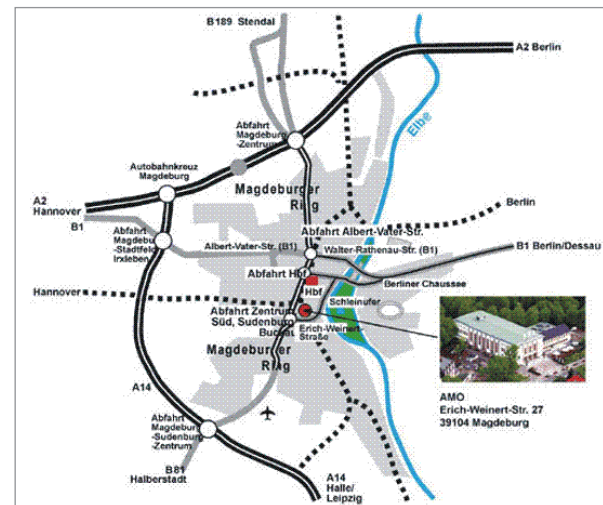 B189 Stendal
A2 Berlin
Elbe
Abfahrt
Magdeburg
-Zentrum
Autobahnkreuz
Magdeburg
Magdeburger
Ring
A2
Hannover
B1
Berlin
Abfahrt
Magdebu
-Stadtfeld
Irxleben
Abfahrt Albert-Vater-Str.
Albert-Vater-Str. (B1)
Walter-Rathenau-Str. (B1)
B1 Berlin/Dessau
Abfahrt Hbf
Berliner Chaussee
Hbf
Hannover
Schleinufer
Abfahrt Zentrum
Süd, Sudenburg
Buckau
Erich-Weinert-
Straße
Magdeburger
Ring
A14
AMO
Erich-Weinert-Str. 27
39104 Magdeburg
Abfahrt
Magdeburg
-Sudenburg
-Zentrum
B81
Halberstadt
A14
Halle/
Leipzig